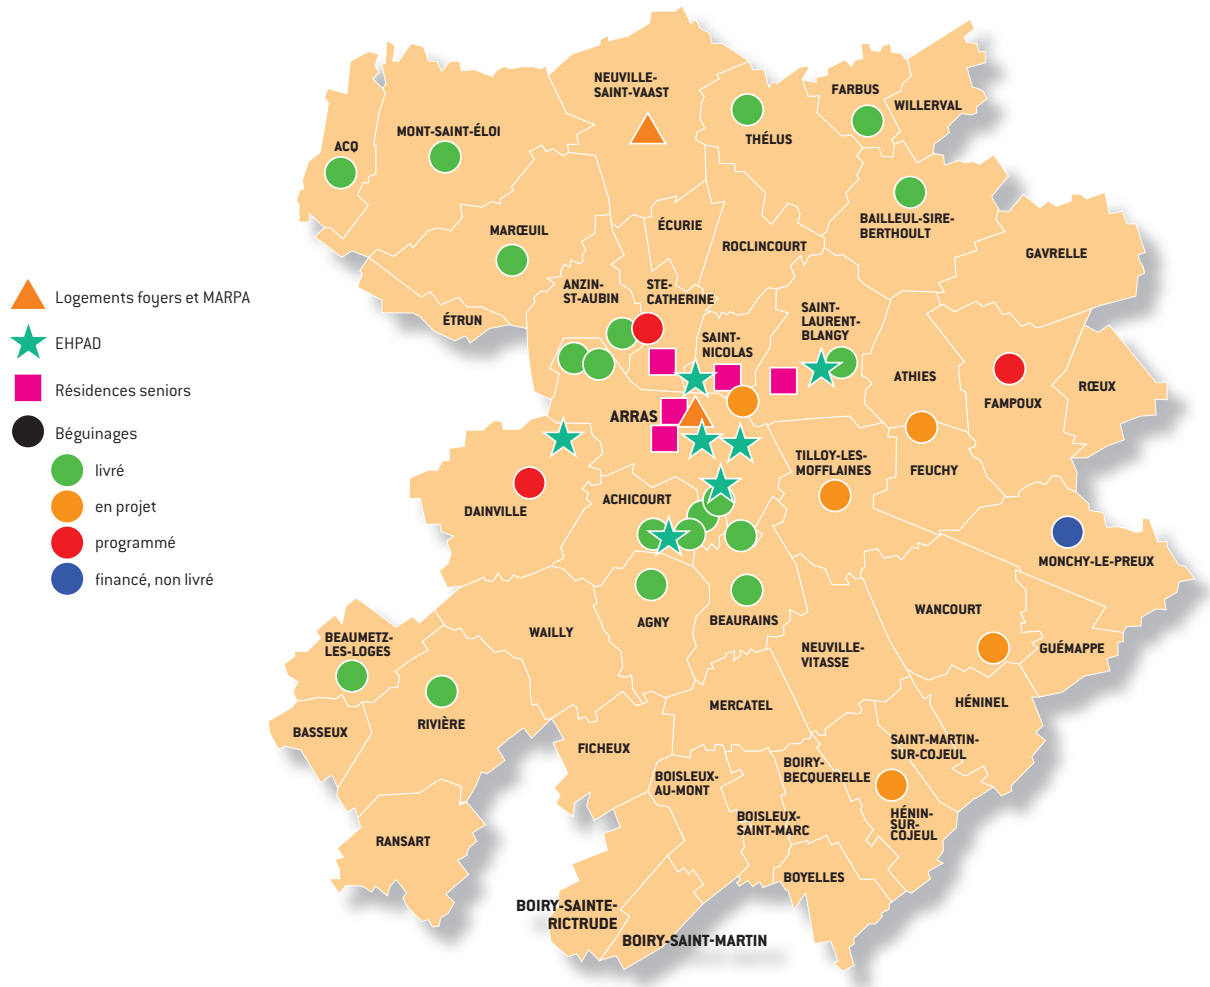 NEUVILLE-
SAINT-VAAST
FARBUS
WILLERVAL
THÉLUS
MONT-SAINT-ÉLOI
ACQ
BAILLEUL-SIRE-
BERTHOULT
ÉCURIE
MARŒUIL
ROCLINCOURT
GAVRELLE
ANZIN-
ST-AUBIN
STE-
CATHERINE
ÉTRUN
SAINT-
LAURENT-
BLANGY
SAINT-
NICOLAS
ATHIES
FAMPOUX
RŒUX
Logements foyers et MARPA
EHPAD
Résidences seniors
Béguinages
livré
en projet
programmé
financé, non livré
ARRAS
TILLOY-LES-
MOFFLAINES
FEUCHY
DAINVILLE
ACHICOURT
MONCHY-LE-PREUX
WANCOURT
AGNY
BEAURAINS
WAILLY
BEAUMETZ-
LES-LOGES
NEUVILLE-
VITASSE
GUÉMAPPE
HÉNINEL
MERCATEL
RIVIÈRE
BASSEUX
FICHEUX
SAINT-MARTIN-
SUR-COJEUL
BOIRY-
BECQUERELLE
BOISLEUX-
AU-MONT
BOISLEUX-
SAINT-MARC
HÉNIN-
SUR-
COJEUL
RANSART
BOYELLES
BOIRY-SAINTE-
RICTRUDE
BOIRY-SAINT-MARTIN